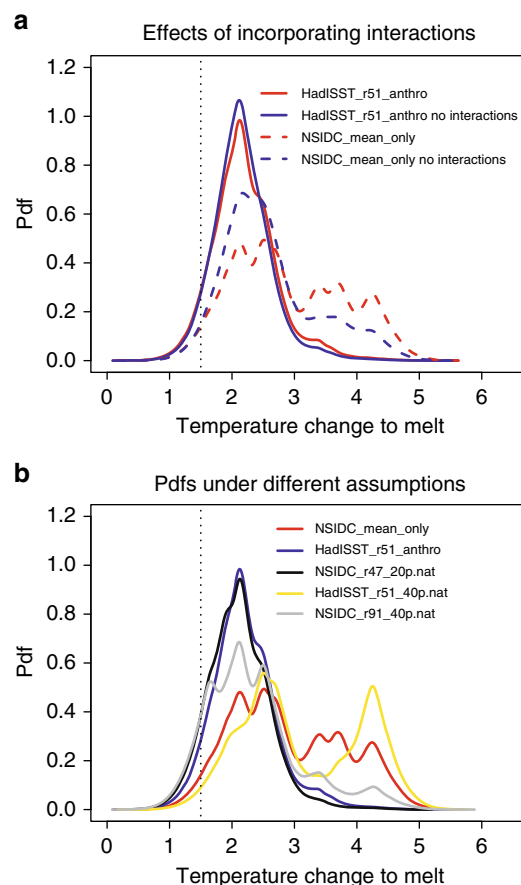 a
Effects of incorporating interactions
1.2
1.0
0.8
0.6
0.4
0.2
0.0
Pdf
HadISST_r51_anthro
HadISST_r51_anthro no interactions
NSIDC_mean_only
NSIDC_mean_only no interactions
0 1 2 3 4 5 6
Temperature change to melt
b
Pdfs under different assumptions
1.2
1.0
0.8
0.6
0.4
0.2
0.0
Pdf
NSIDC_mean_only
HadISST_r51_anthro
NSIDC_r47_20p.nat
HadISST_r51_40p.nat
NSIDC_r91_40p.nat
0 1 2 3 4 5 6
Temperature change to melt